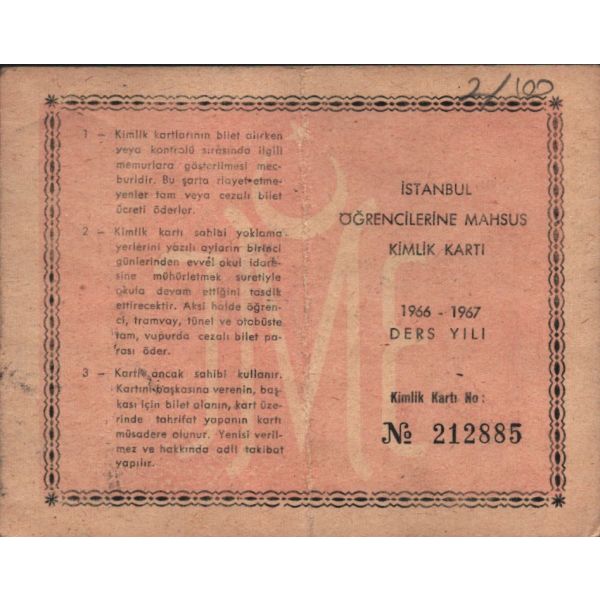 2/100
1 – Kimlik kartlarının bilet alırken
veya kontrolü sırasında ilgili
memurlara gösterilmesi mec-
buridir. Bu şarta riayet etme-
yenler tam veya cezalı bilet
ücreti öderler.
2 – Kimlik kartı sahibi yoklama
yerlerini yazılı ayların birinci
günlerinden evvel okul idare-
sine mühürletmek suretiyle
okula devam ettiğini tasdik
ettirecektir. Aksi halde öğren-
ci, tramvay, tünel ve otobüste
tam, vapurda cezalı bilet pa-
rası öder.
3 – Kartı ancak sahibi kullanır.
Kartını başkasına verenin, baş-
kası için bilet alanın, kart üze-
rinde tahrifat yapanın kartı
müsadere olunur. Yenisi veril-
mez ve hakkında adli takibat
yapılır.
İSTANBUL
ÖĞRENCİLERİNE MAHSUS
KİMLİK KARTI
1966 - 1967
DERS YILI
Kimlik Kartı No :
№ 212885